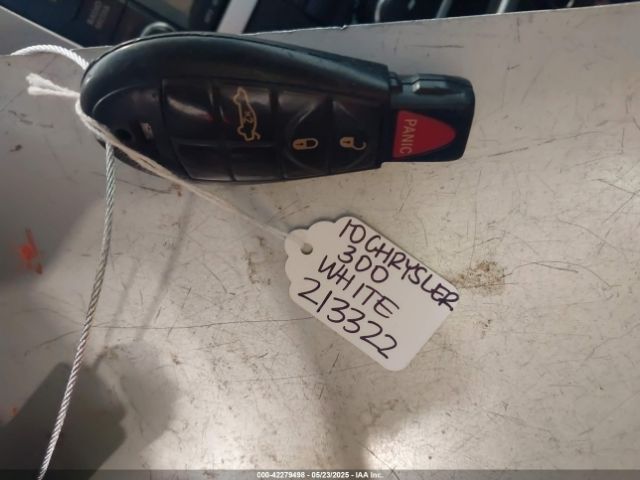 PANIC
10 CHRYSLER
300
WHITE
213322
000-42279498 - 05/23/2025 - IAA Inc.